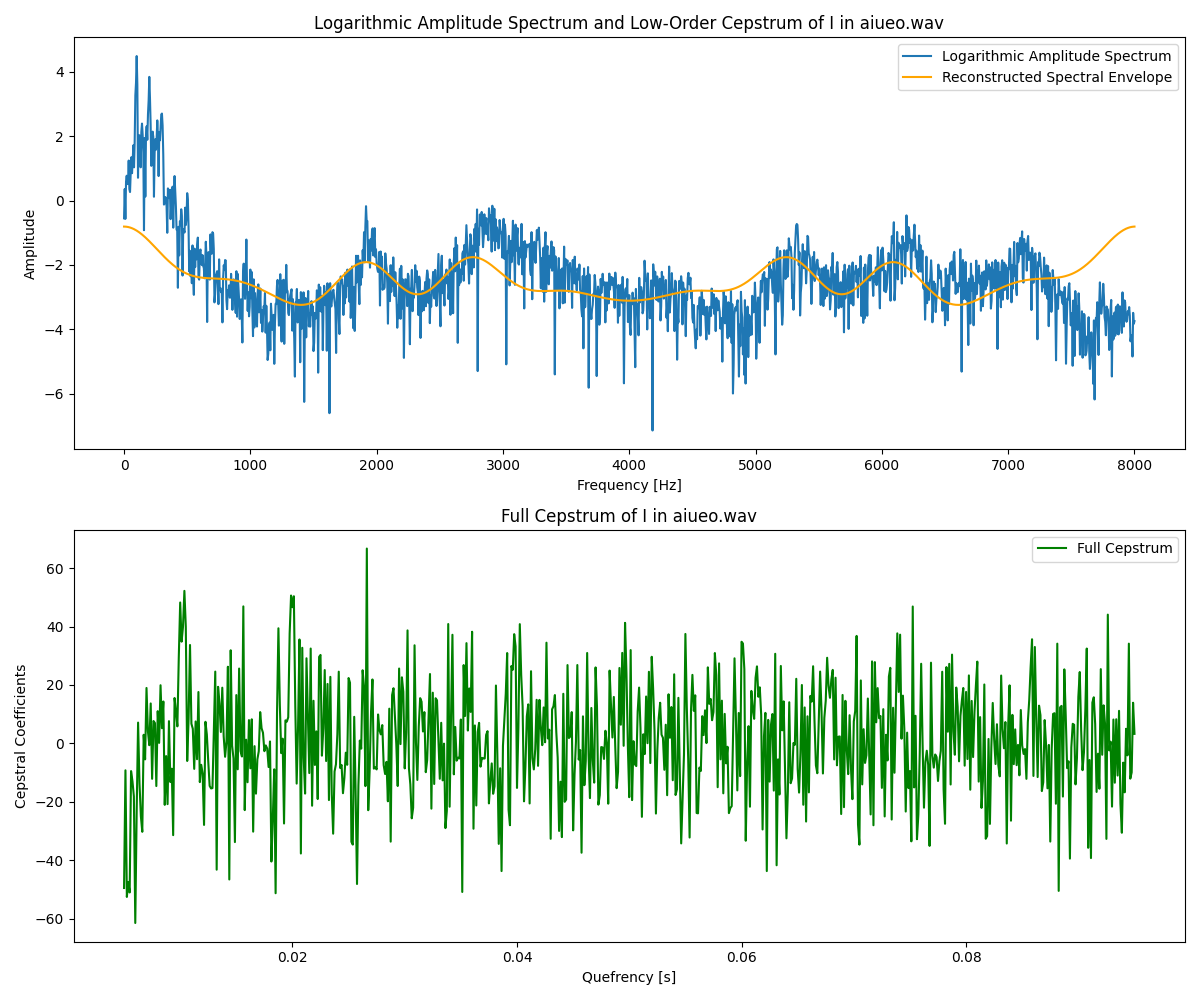 Logarithmic Amplitude Spectrum and Low-Order Cepstrum of I in aiueo.wav
Logarithmic Amplitude Spectrum
Reconstructed Spectral Envelope
Amplitude
4
2
0
−2
−4
−6
0 1000 2000 3000 4000 5000 6000 7000 8000
Frequency [Hz]
Full Cepstrum of I in aiueo.wav
Full Cepstrum
Cepstral Coefficients
60
40
20
0
−20
−40
−60
0.02 0.04 0.06 0.08
Quefrency [s]